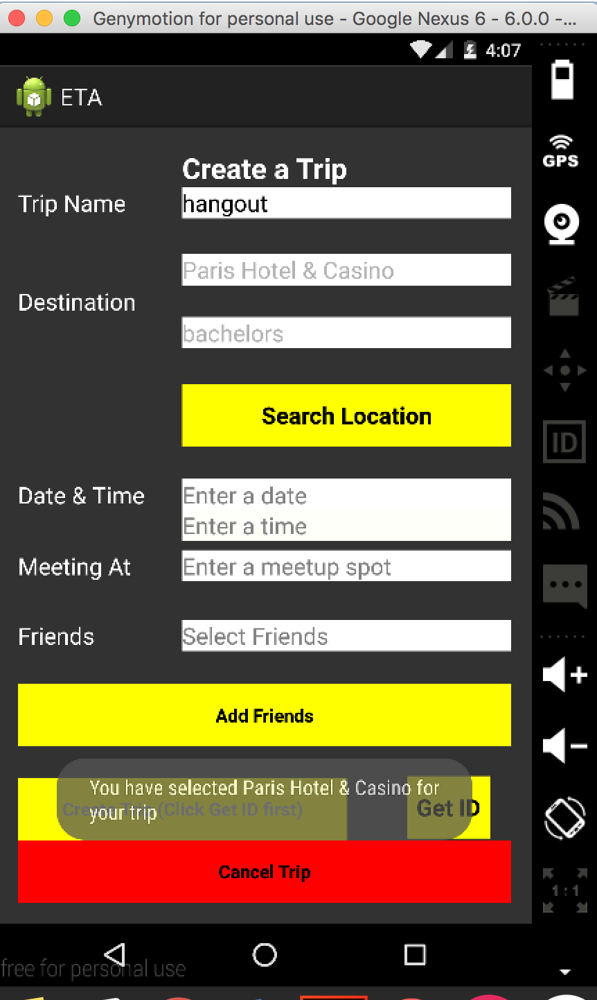 Genymotion for personal use - Google Nexus 6 - 6.0.0 -...
4:07
ETA
GPS
Create a Trip
Trip Name
hangout
Paris Hotel & Casino
Destination
bachelors
Search Location
ID
Date & Time
Enter a date
Enter a time
Meeting At
Enter a meetup spot
Friends
Select Friends
Add Friends
You have selected Paris Hotel & Casino for
your trip
Create Trip (Click Get ID first)
Get ID
Cancel Trip
1:1
free for personal use